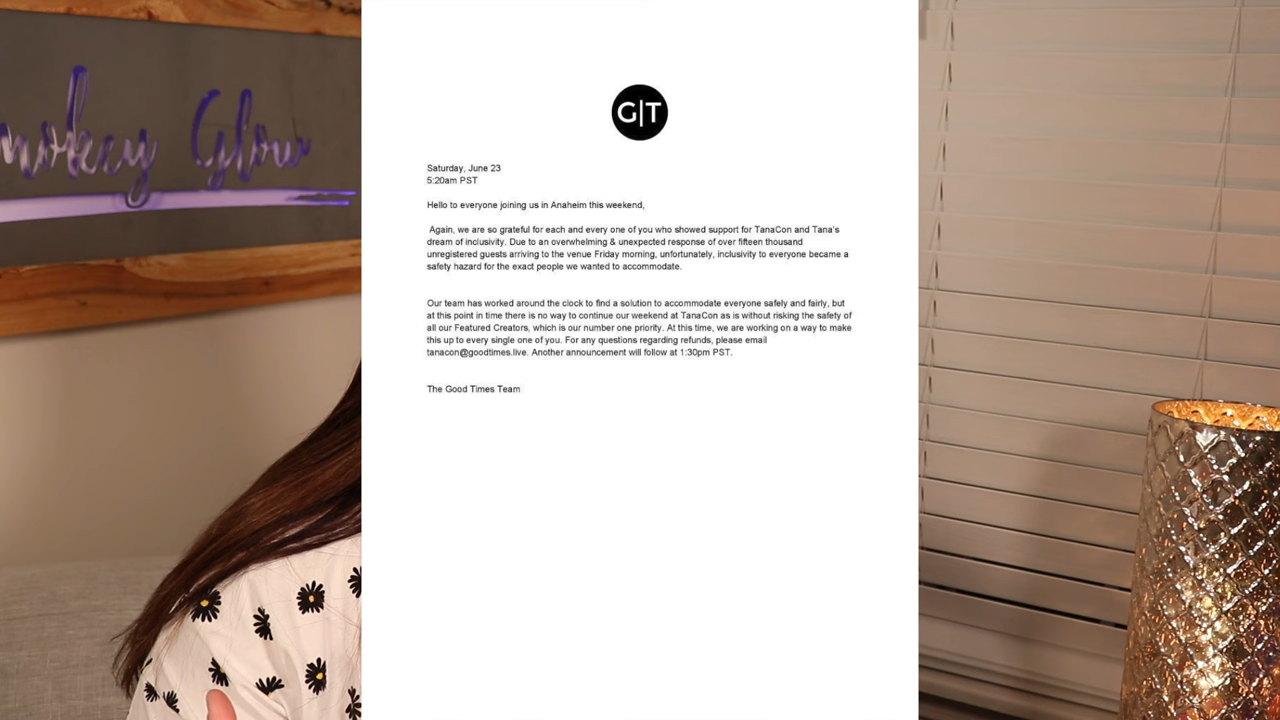 mokey Glow
G|T
Saturday, June 23
5:20am PST
Hello to everyone joining us in Anaheim this weekend,
Again, we are so grateful for each and every one of you who showed support for TanaCon and Tana's
dream of inclusivity. Due to an overwhelming & unexpected response of over fifteen thousand
unregistered guests arriving to the venue Friday morning, unfortunately, inclusivity to everyone became a
safety hazard for the exact people we wanted to accommodate.
Our team has worked around the clock to find a solution to accommodate everyone safely and fairly, but
at this point in time there is no way to continue our weekend at TanaCon as is without risking the safety of
all our Featured Creators, which is our number one priority. At this time, we are working on a way to make
this up to every single one of you. For any questions regarding refunds, please email
tanacon@goodtimes.live. Another announcement will follow at 1:30pm PST.
The Good Times Team